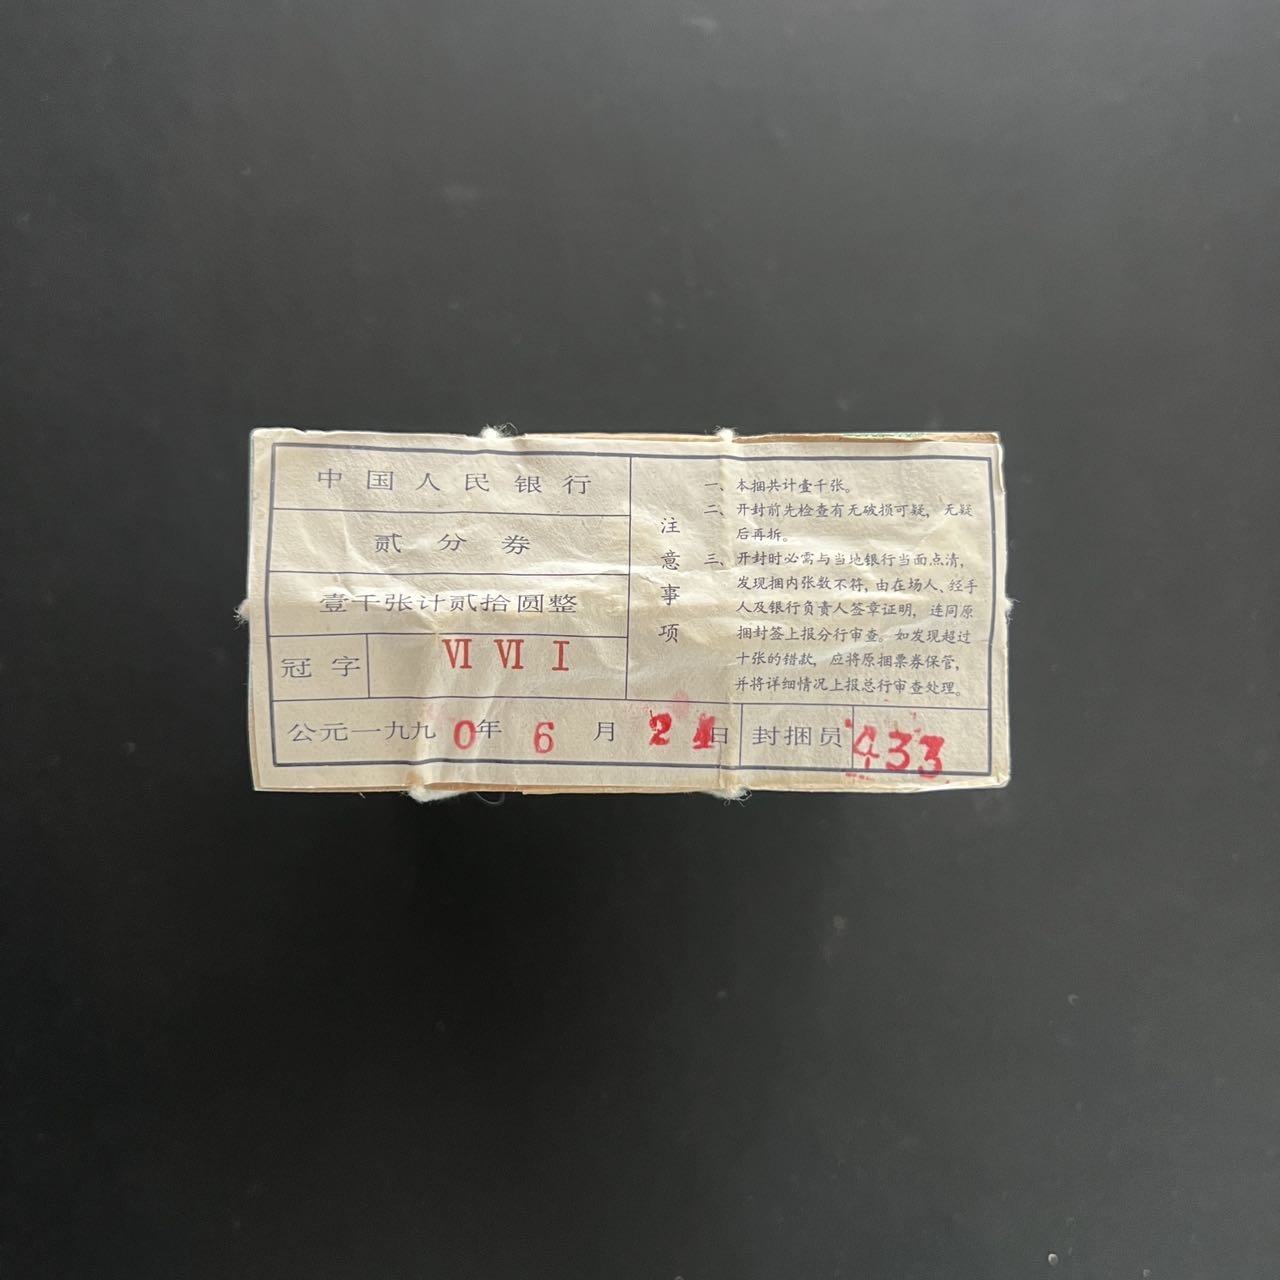 中国人民银行
贰分券
壹千张计贰拾圆整
冠字 VI VI I
公元一九九0年 6 月 24日 封捆员 433
注意事项
一、本捆共计壹千张。
二、开封前先检查有无破损可疑，无疑
后再拆。
三、开封时必需与当地银行当面点清，
发现捆内张数不符，由在场人、经手
人及银行负责人签章证明，连同原
捆封签上报分行审查。如发现超过
十张的错款，应将原捆票券保管，
并将详细情况上报总行审查处理。